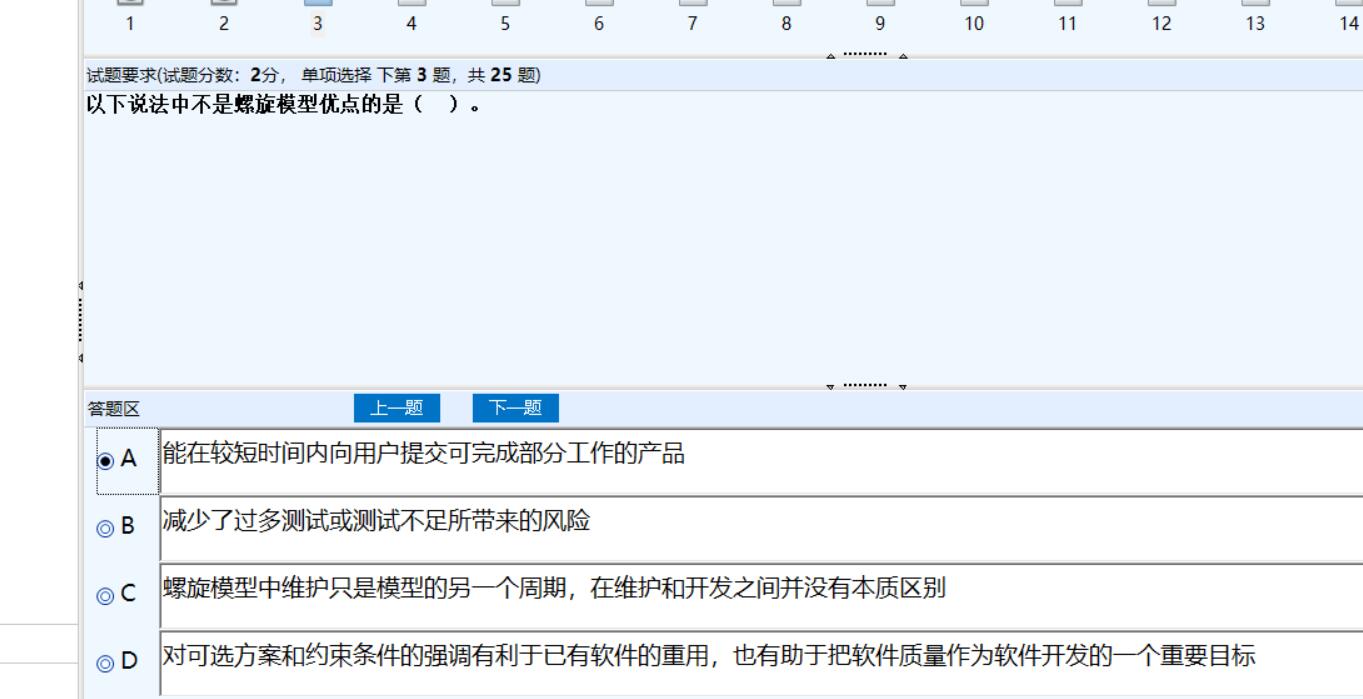 1 2 3 4 5 6 7 8 9 10 11 12 13 14
试题要求(试题分数：2分， 单项选择 下第 3 题，共 25 题)
以下说法中不是螺旋模型优点的是（ ）。
答题区 上一题 下一题
A 能在较短时间内向用户提交可完成部分工作的产品
B 减少了过多测试或测试不足所带来的风险
C 螺旋模型中维护只是模型的另一个周期，在维护和开发之间并没有本质区别
D 对可选方案和约束条件的强调有利于已有软件的重用，也有助于把软件质量作为软件开发的一个重要目标